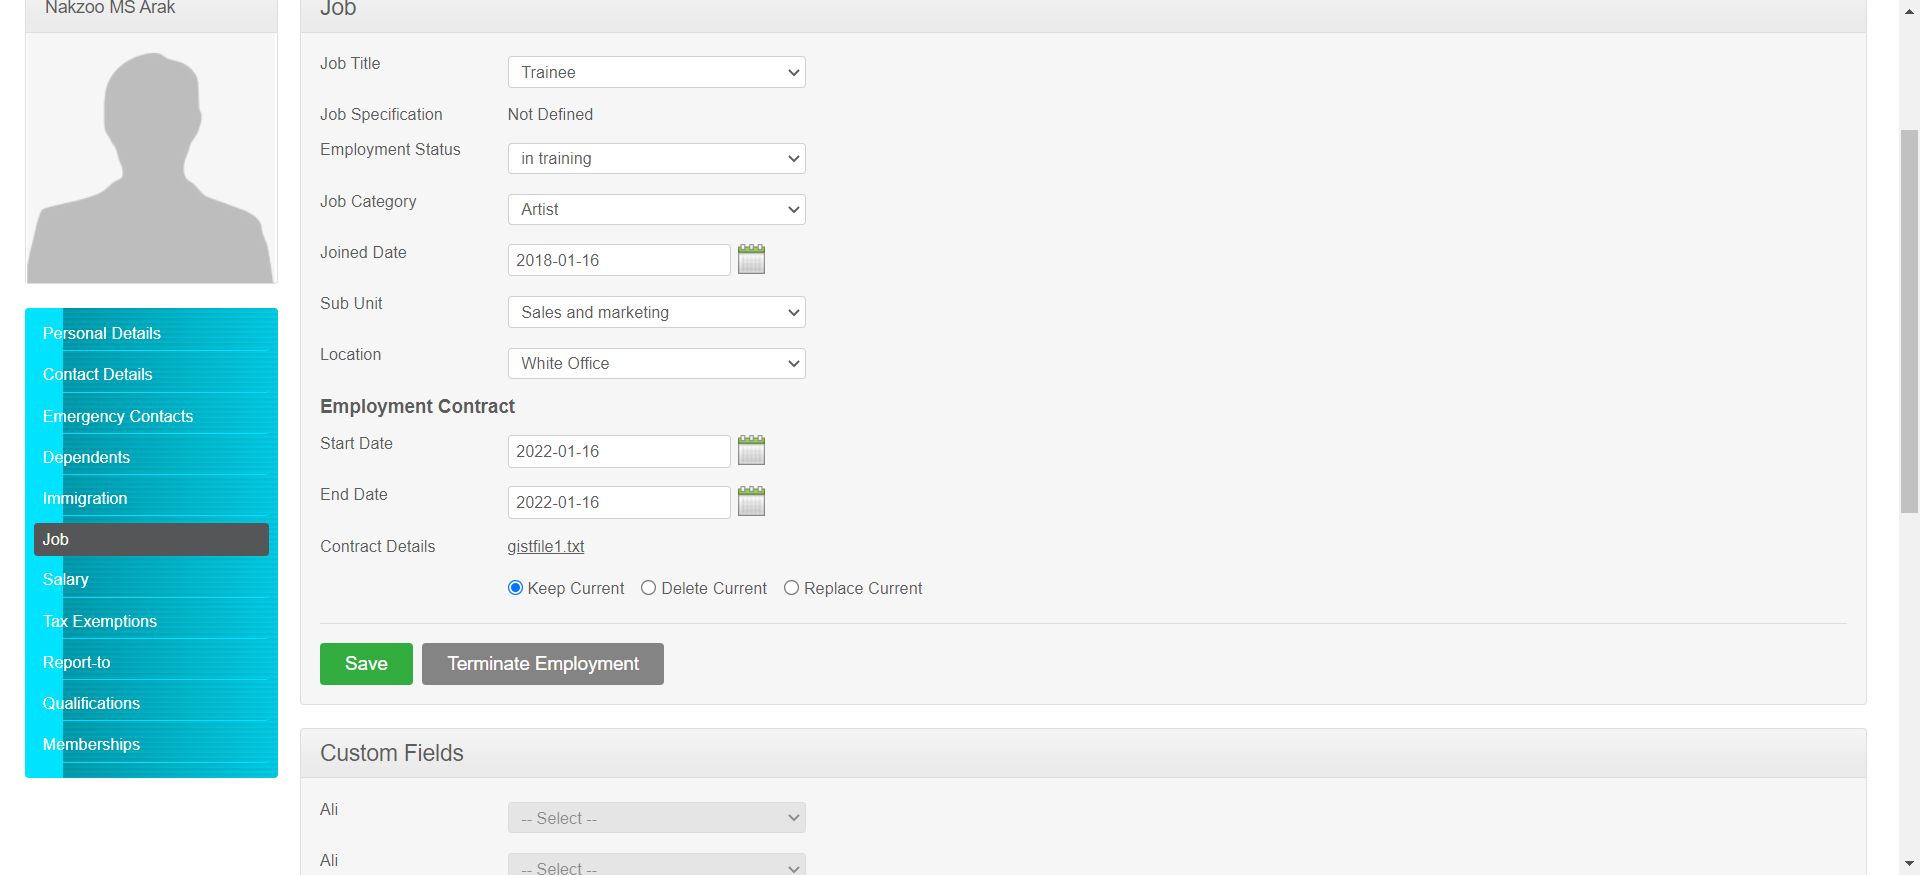 Nakzoo MS Arak
Personal Details
Contact Details
Emergency Contacts
Dependents
Immigration
Job
Salary
Tax Exemptions
Report-to
Qualifications
Memberships
Job
Job Title Trainee
Job Specification Not Defined
Employment Status in training
Job Category Artist
Joined Date 2018-01-16
Sub Unit Sales and marketing
Location White Office
Employment Contract
Start Date 2022-01-16
End Date 2022-01-16
Contract Details gistfile1.txt
Keep Current Delete Current Replace Current
Save Terminate Employment
Custom Fields
Ali -- Select --
Ali -- Select --